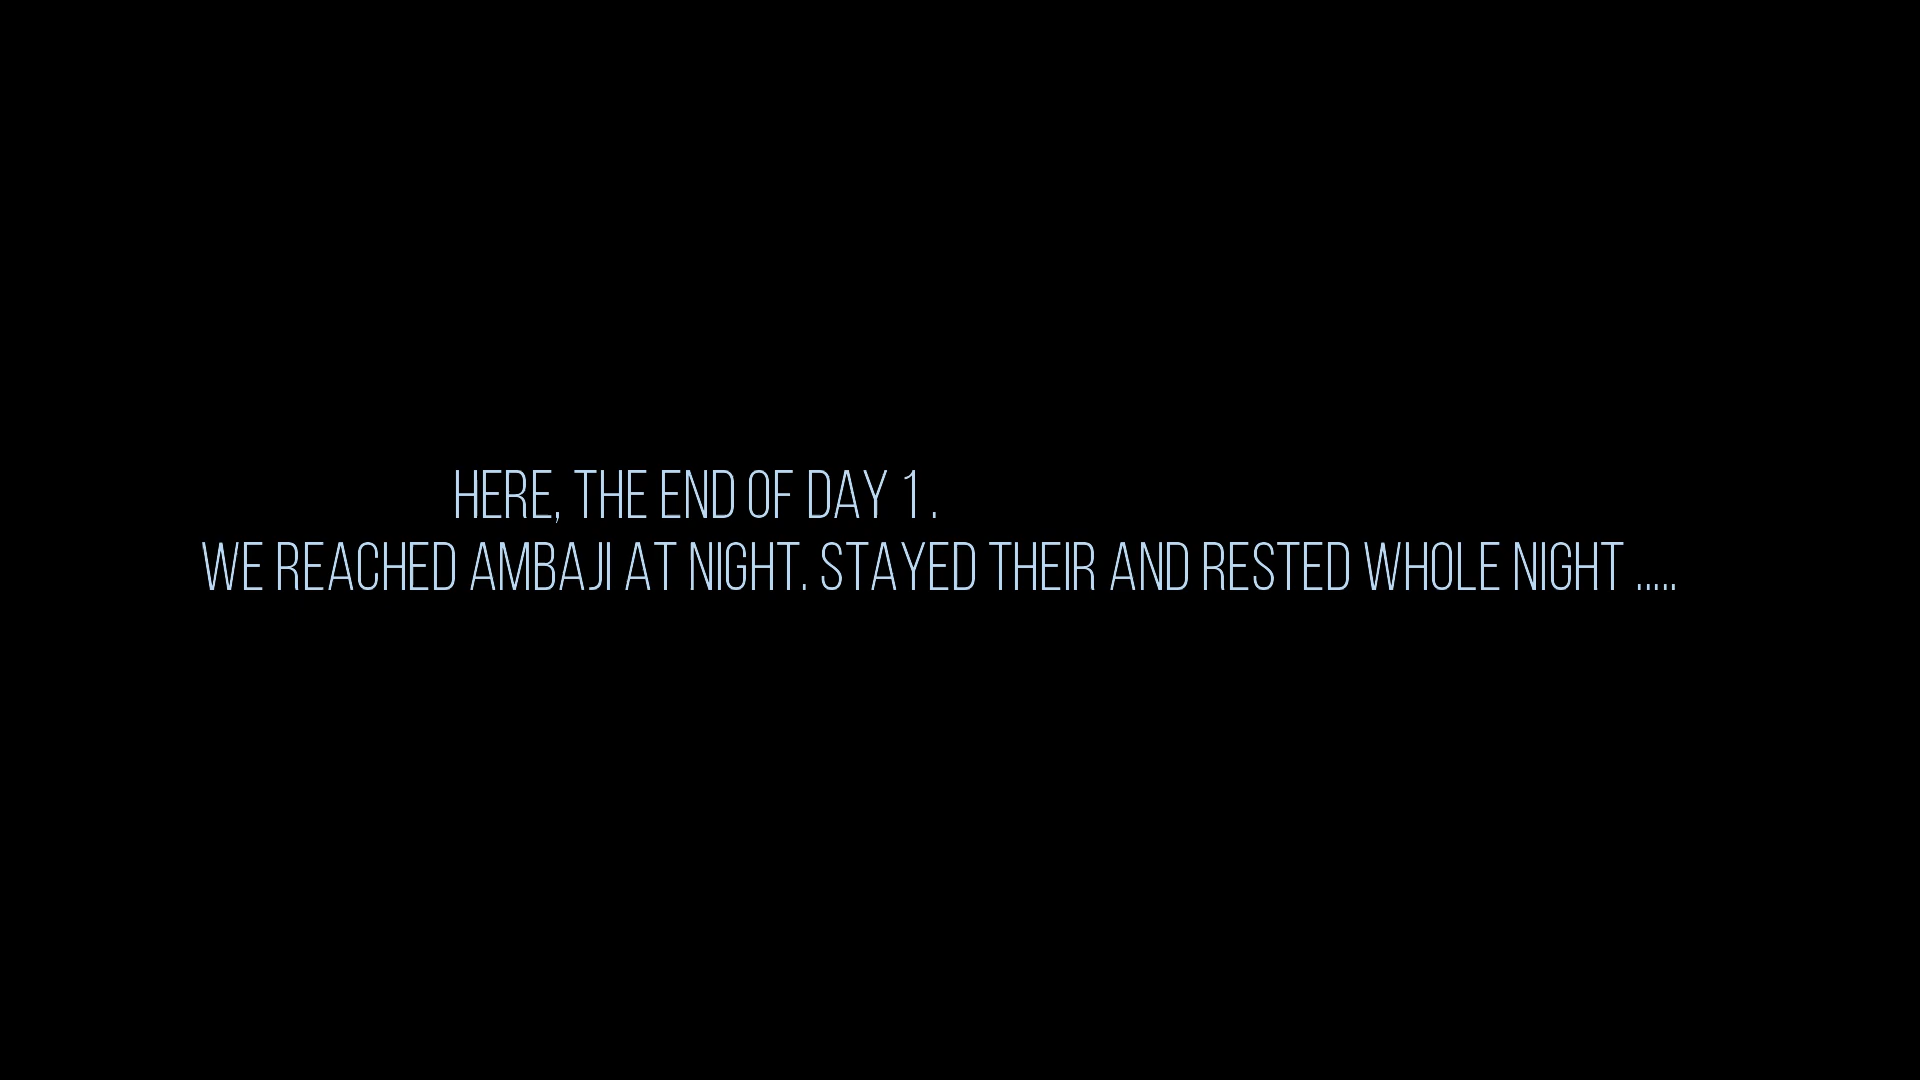 HERE, THE END OF DAY 1 .
WE REACHED AMBAJI AT NIGHT. STAYED THEIR AND RESTED WHOLE NIGHT .....